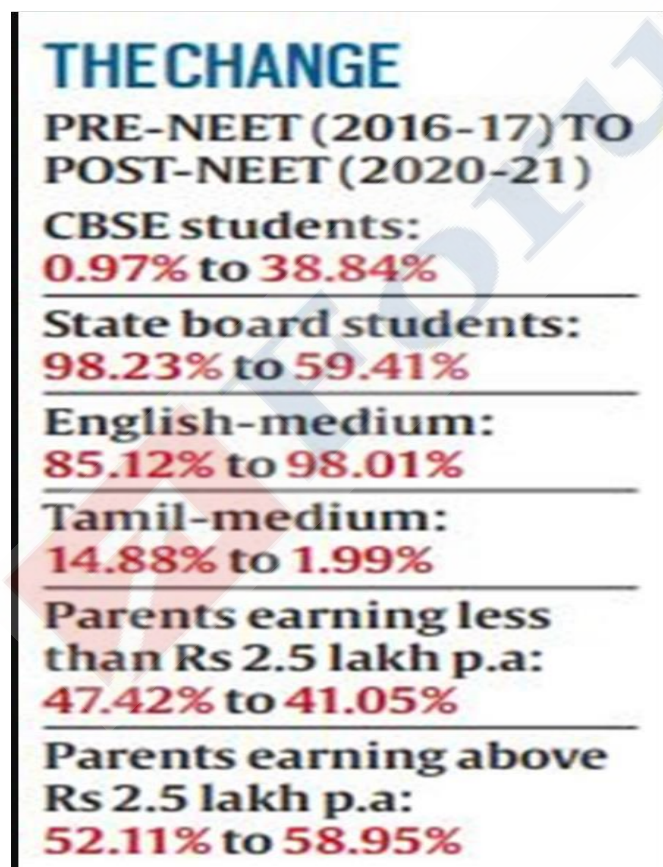 THE CHANGE
PRE-NEET (2016-17) TO
POST-NEET (2020-21)
CBSE students:
0.97% to 38.84%
State board students:
98.23% to 59.41%
English-medium:
85.12% to 98.01%
Tamil-medium:
14.88% to 1.99%
Parents earning less
than Rs 2.5 lakh p.a:
47.42% to 41.05%
Parents earning above
Rs 2.5 lakh p.a:
52.11% to 58.95%
Foru